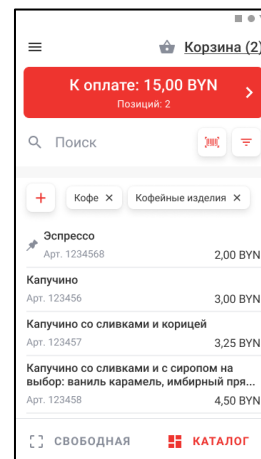 Корзина (2)
К оплате: 15,00 BYN
Позиций: 2
Поиск
Кофе
Кофейные изделия
Эспрессо
Арт. 1234568
2,00 BYN
Капучино
Арт. 123456
3,00 BYN
Капучино со сливками и корицей
Арт. 123457
3,25 BYN
Капучино со сливками и с сиропом на
выбор: ваниль карамель, имбирный пря...
Арт. 123458
4,50 BYN
СВОБОДНАЯ
КАТАЛОГ